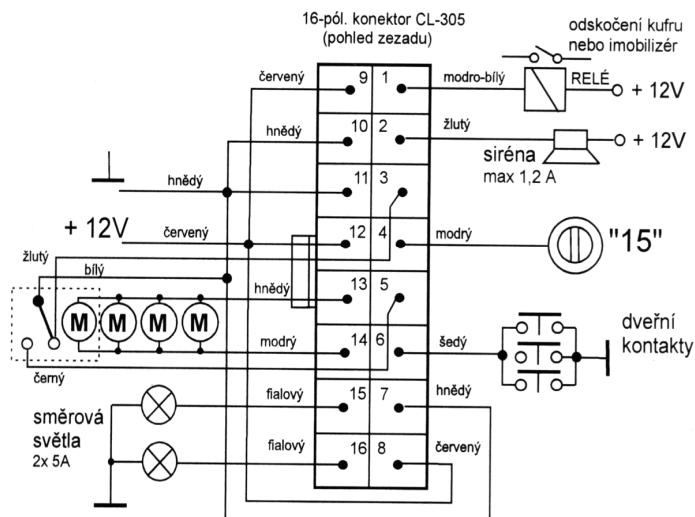 16-pól. konektor CL-305
(pohled zezadu)
odskočení kufru
nebo imobilizér
červený
9
1
modro-bílý
RELÉ
+ 12V
hnědý
10
2
žlutý
siréna
max 1,2 A
+ 12V
hnědý
11
3
+ 12V
červený
12
4
modrý
"15"
žlutý
bílý
hnědý
13
5
M
M
M
M
modrý
14
6
šedý
dveřní
kontakty
černý
fialový
15
7
hnědý
směrová
světla
2x 5A
fialový
16
8
červený